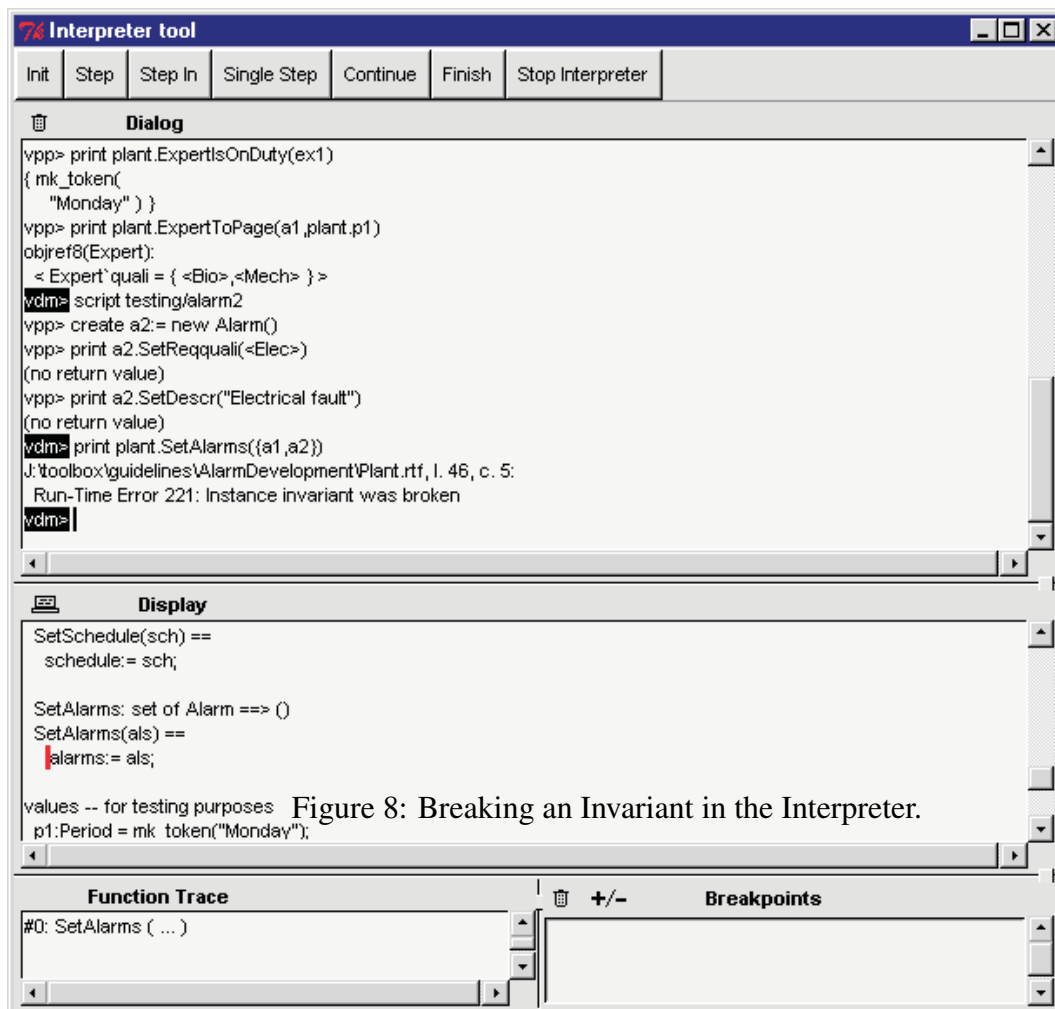 Interpreter tool
Init Step Step In Single Step Continue Finish Stop Interpreter
Dialog
vpp> print plant.ExpertIsOnDuty(ex1)
{ mk_token(
"Monday" ) }
vpp> print plant.ExpertToPage(a1,plant.p1)
objref8(Expert):
< Expert`quali = { <Bio>,<Mech> } >
vdm> script testing/alarm2
vpp> create a2:= new Alarm()
vpp> print a2.SetReqquali(<Elec>)
(no return value)
vpp> print a2.SetDescr("Electrical fault")
(no return value)
vdm> print plant.SetAlarms({a1,a2})
J:\toolbox\guidelines\AlarmDevelopment\Plant.rtf, l. 46, c. 5:
Run-Time Error 221: Instance invariant was broken
vdm>
Display
SetSchedule(sch) ==
schedule:= sch;
SetAlarms: set of Alarm ==> ()
SetAlarms(als) ==
alarms:= als;
values -- for testing purposes
Figure 8: Breaking an Invariant in the Interpreter.
p1:Period = mk_token("Monday");
Function Trace
#0: SetAlarms ( ... )
+/- Breakpoints